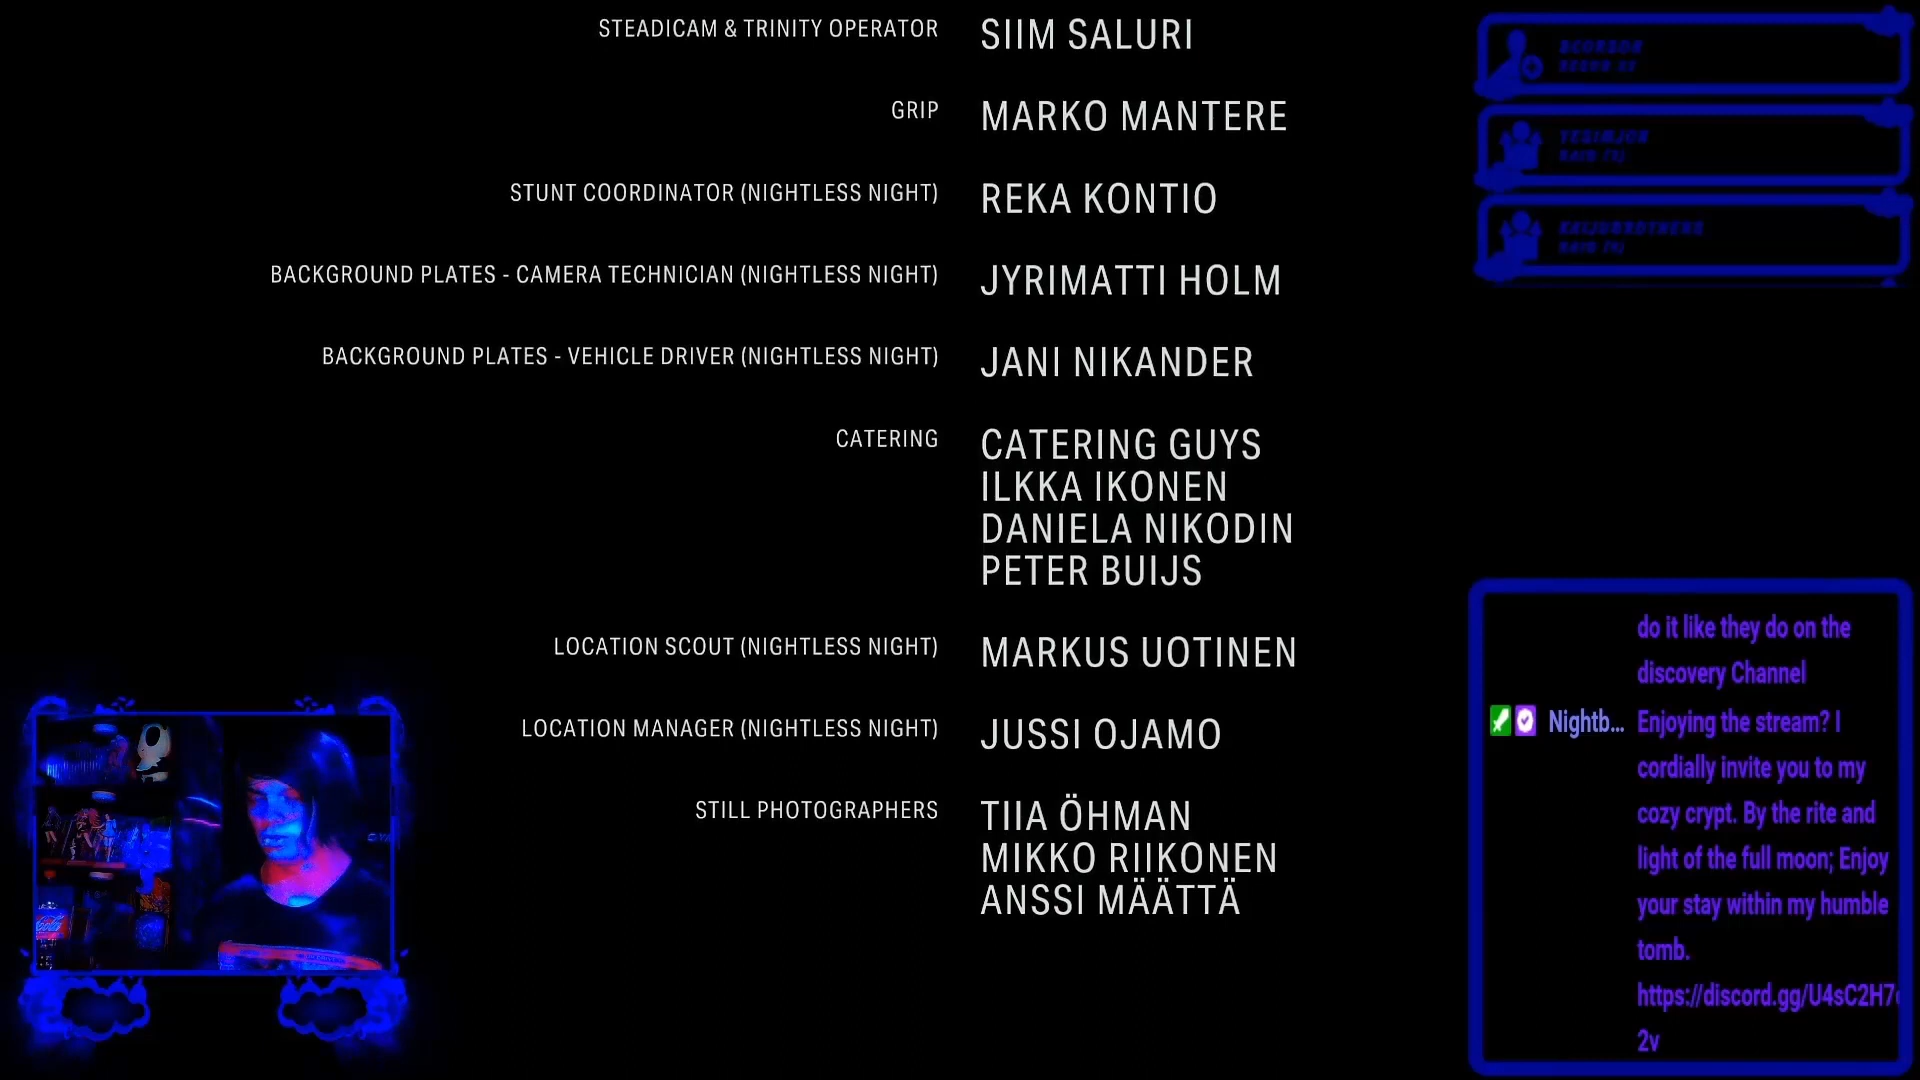 STEADICAM & TRINITY OPERATOR SIIM SALURI
GRIP MARKO MANTERE
STUNT COORDINATOR (NIGHTLESS NIGHT) REKA KONTIO
BACKGROUND PLATES - CAMERA TECHNICIAN (NIGHTLESS NIGHT) JYRIMATTI HOLM
BACKGROUND PLATES - VEHICLE DRIVER (NIGHTLESS NIGHT) JANI NIKANDER
CATERING CATERING GUYS
ILKKA IKONEN
DANIELA NIKODIN
PETER BUIJS
LOCATION SCOUT (NIGHTLESS NIGHT) MARKUS UOTINEN
LOCATION MANAGER (NIGHTLESS NIGHT) JUSSI OJAMO
STILL PHOTOGRAPHERS TIIA ÖHMAN
MIKKO RIIKONEN
ANSSI MÄÄTTÄ
do it like they do on the
discovery Channel
Nightb... Enjoying the stream? I
cordially invite you to my
cozy crypt. By the rite and
light of the full moon; Enjoy
your stay within my humble
tomb.
https://discord.gg/U4sC2H7
2v